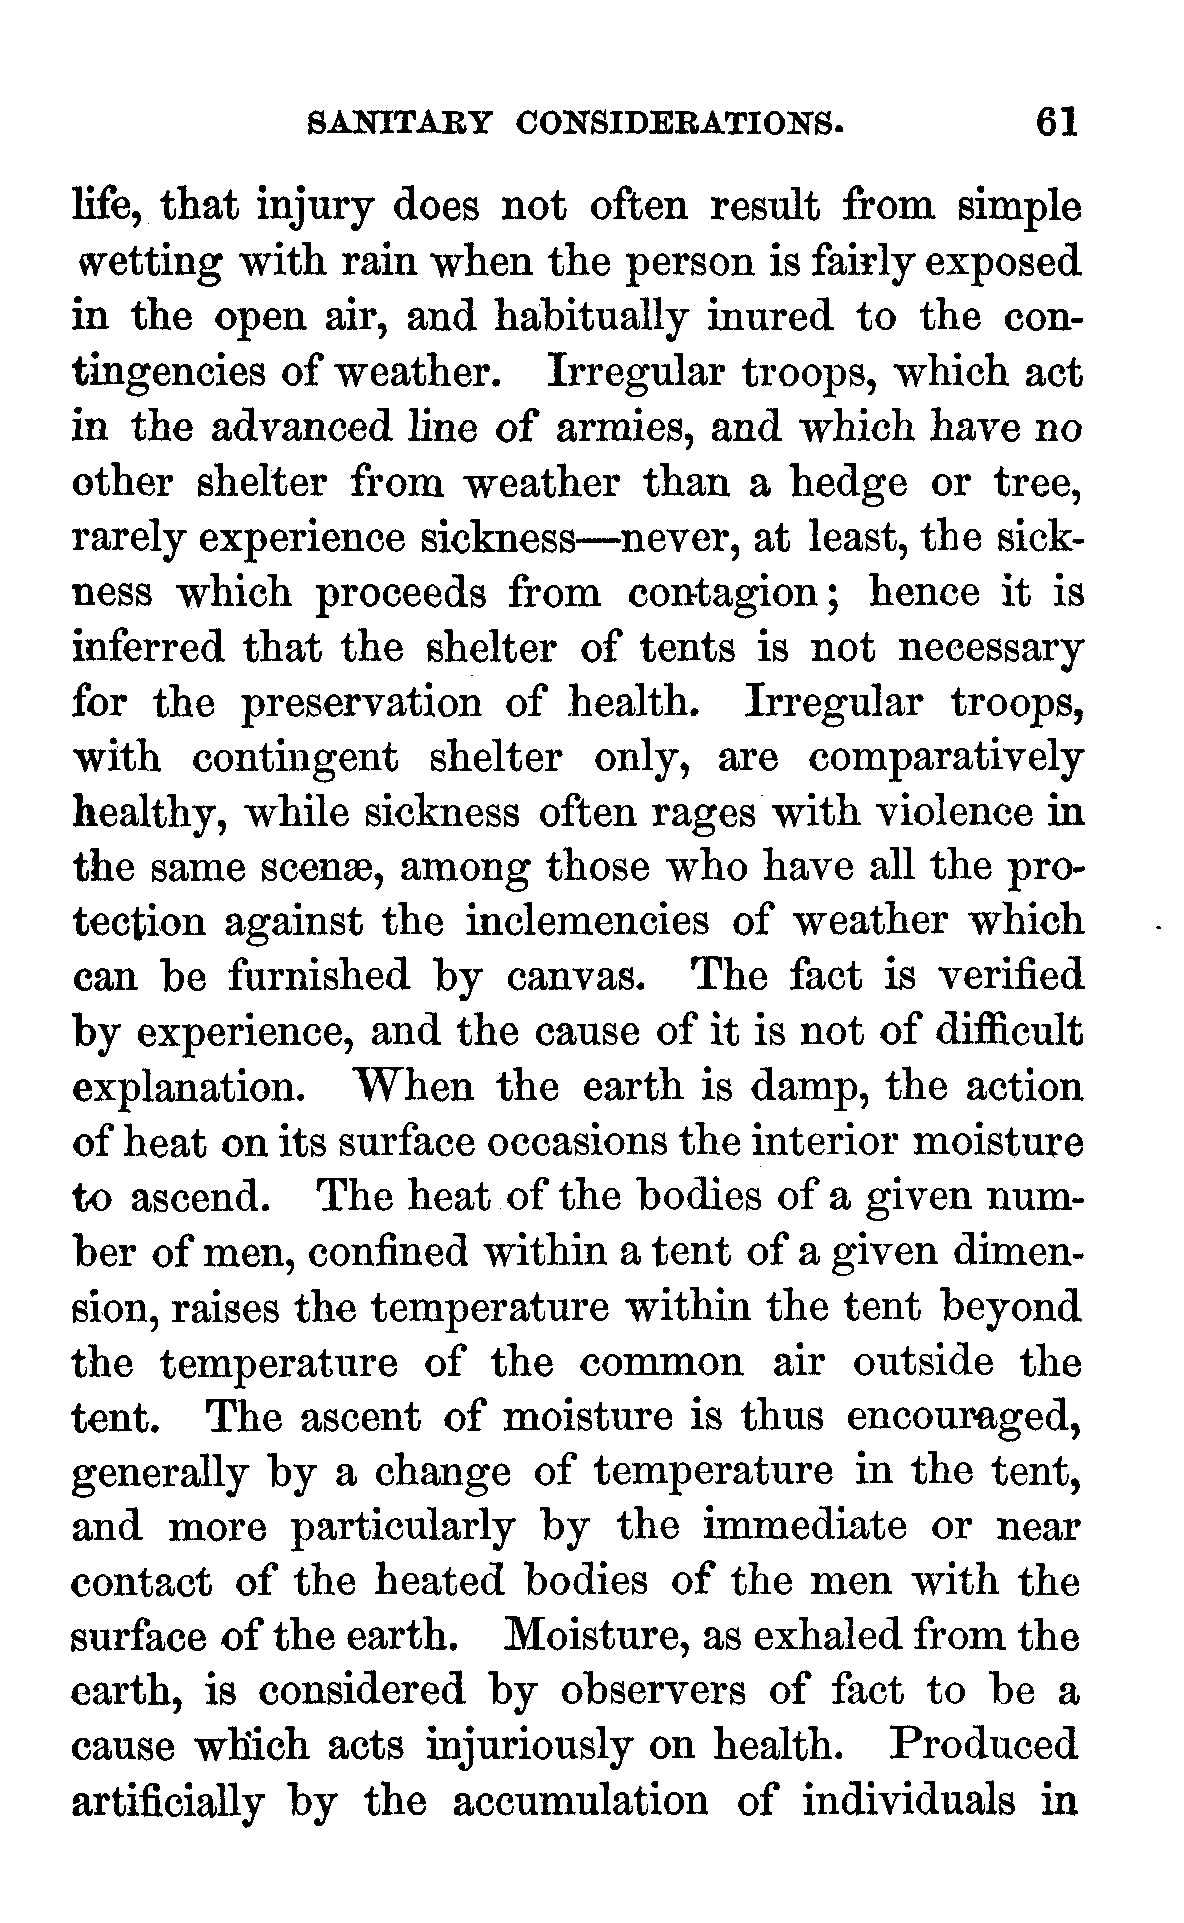 SANITARY CONSIDERATIONS. 61
life, that injury does not often result from simple
wetting with rain when the person is fairly exposed
in the open air, and habitually inured to the con-
tingencies of weather. Irregular troops, which act
in the advanced line of armies, and which have no
other shelter from weather than a hedge or tree,
rarely experience sickness—never, at least, the sick-
ness which proceeds from contagion; hence it is
inferred that the shelter of tents is not necessary
for the preservation of health. Irregular troops,
with contingent shelter only, are comparatively
healthy, while sickness often rages with violence in
the same scenæ, among those who have all the pro-
tection against the inclemencies of weather which
can be furnished by canvas. The fact is verified
by experience, and the cause of it is not of difficult
explanation. When the earth is damp, the action
of heat on its surface occasions the interior moisture
to ascend. The heat of the bodies of a given num-
ber of men, confined within a tent of a given dimen-
sion, raises the temperature within the tent beyond
the temperature of the common air outside the
tent. The ascent of moisture is thus encouraged,
generally by a change of temperature in the tent,
and more particularly by the immediate or near
contact of the heated bodies of the men with the
surface of the earth. Moisture, as exhaled from the
earth, is considered by observers of fact to be a
cause which acts injuriously on health. Produced
artificially by the accumulation of individuals in